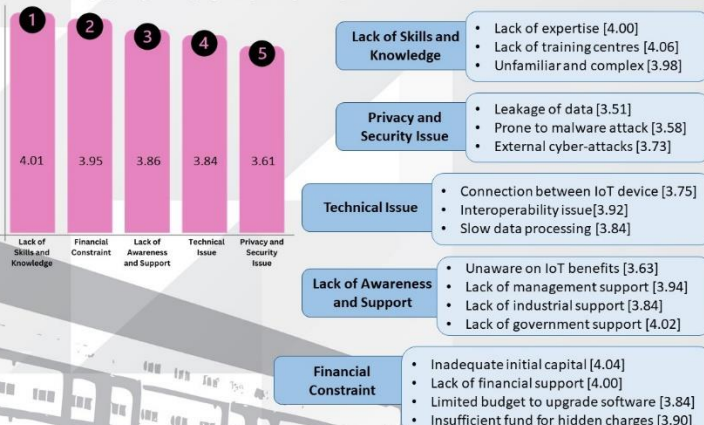 1
2
3
4
5
4.01
3.95
3.86
3.84
3.61
Lack of
Skills and
Knowledge
Financial
Constraint
Lack of
Awareness
and Support
Technical
Issue
Privacy and
Security
Issue
Lack of Skills and
Knowledge
• Lack of expertise [4.00]
• Lack of training centres [4.06]
• Unfamiliar and complex [3.98]
Privacy and
Security Issue
• Leakage of data [3.51]
• Prone to malware attack [3.58]
• External cyber-attacks [3.73]
Technical Issue
• Connection between IoT device [3.75]
• Interoperability issue[3.92]
• Slow data processing [3.84]
Lack of Awareness
and Support
• Unaware on IoT benefits [3.63]
• Lack of management support [3.94]
• Lack of industrial support [3.84]
• Lack of government support [4.02]
Financial
Constraint
• Inadequate initial capital [4.04]
• Lack of financial support [4.00]
• Limited budget to upgrade software [3.84]
• Insufficient fund for hidden charges [3.90]